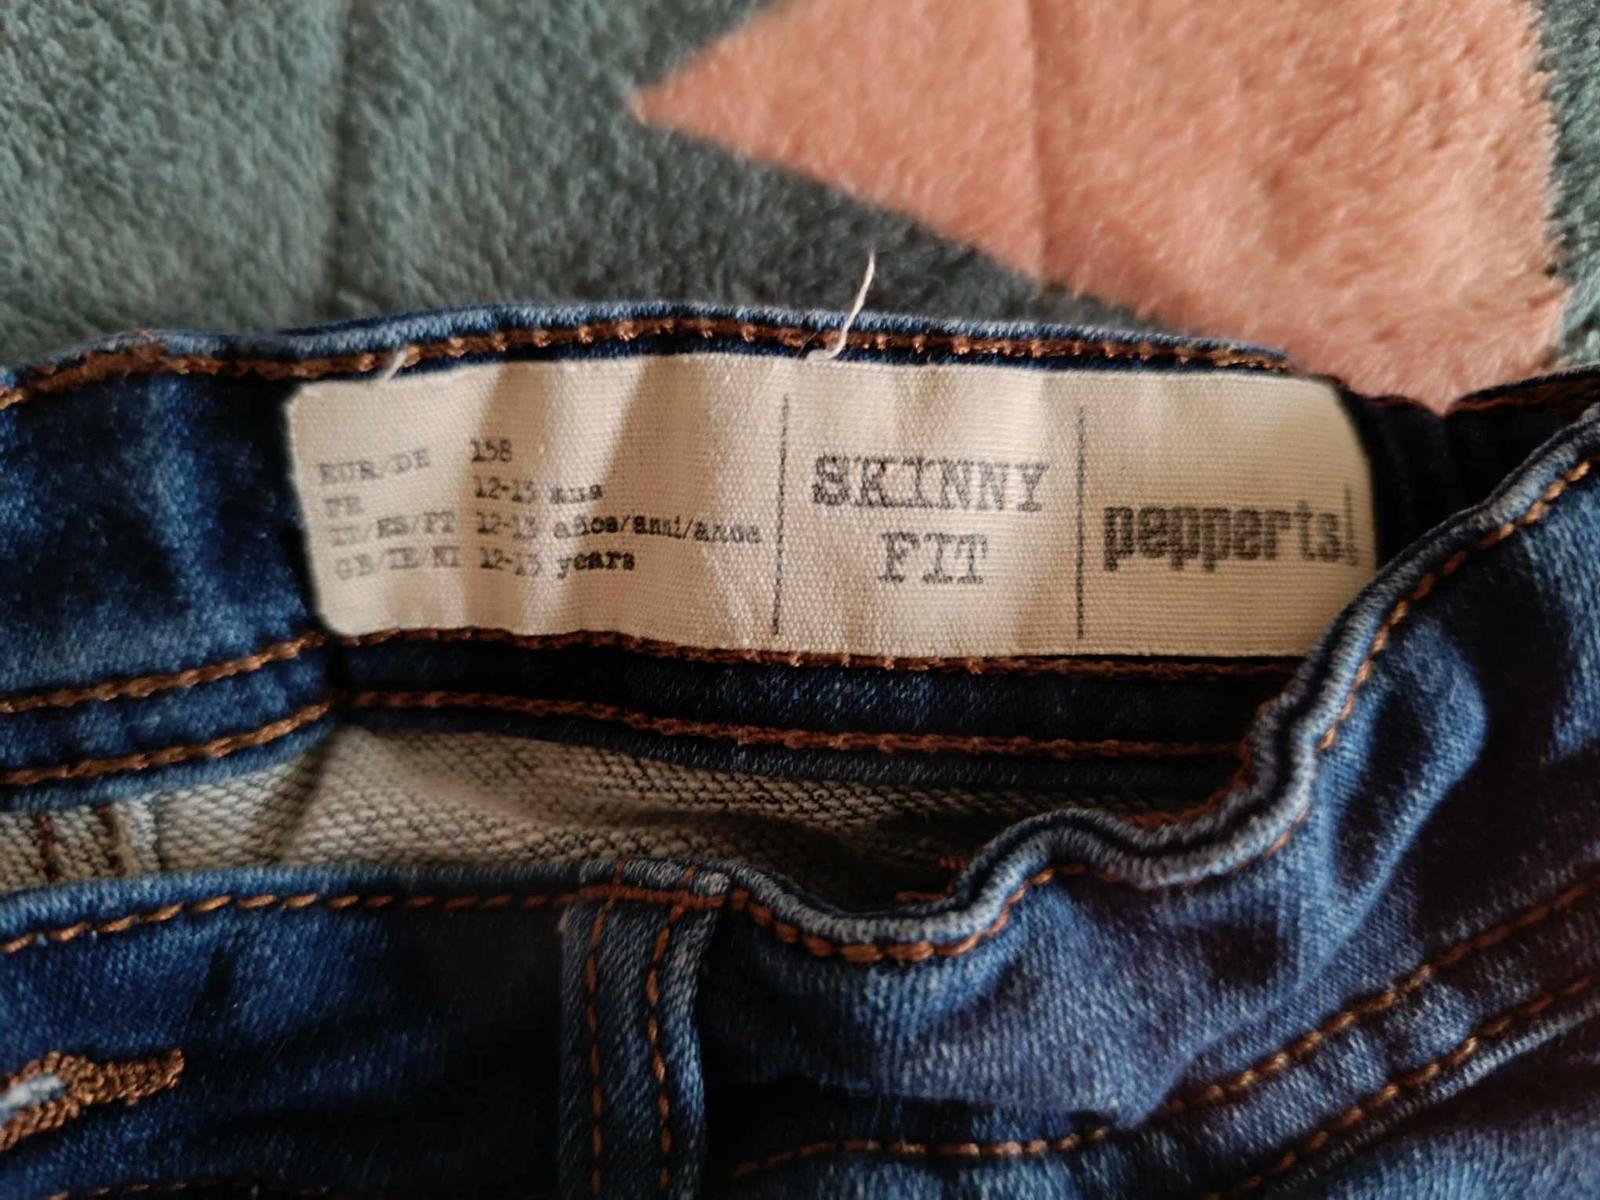 EUR/DE 158
FR 12-13 ans
IT/ES/PT 12-13 años/anni/anos
GB/IE/NI 12-13 years
SKINNY
FIT
pepperts!